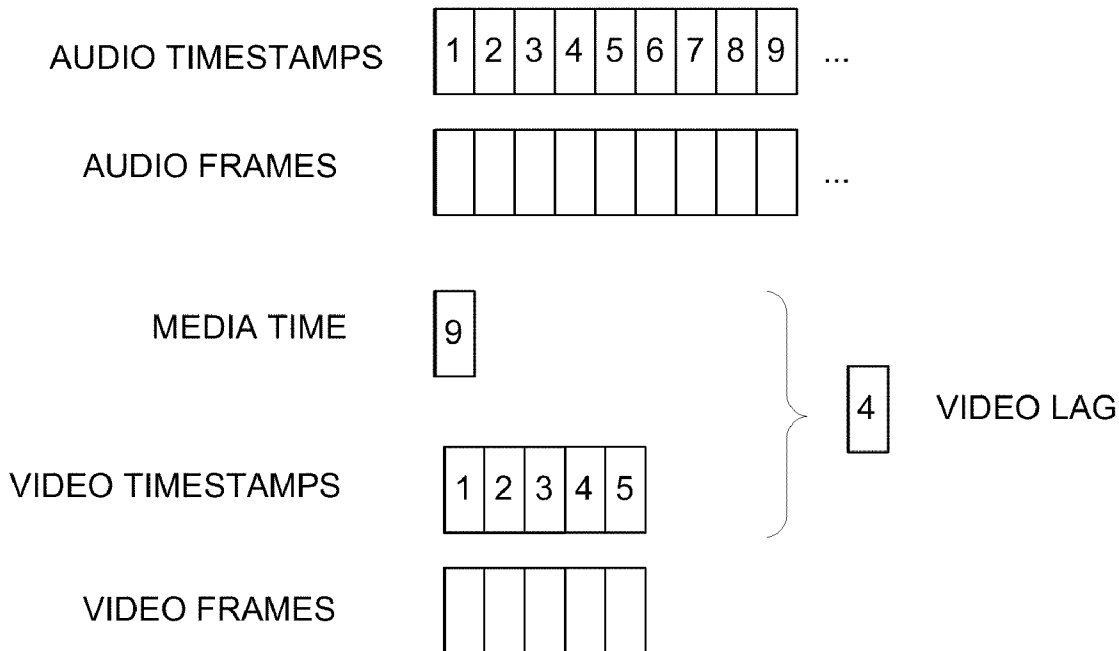 AUDIO TIMESTAMPS 1 2 3 4 5 6 7 8 9 ...
AUDIO FRAMES ...
MEDIA TIME 9
4 VIDEO LAG
VIDEO TIMESTAMPS 1 2 3 4 5
VIDEO FRAMES